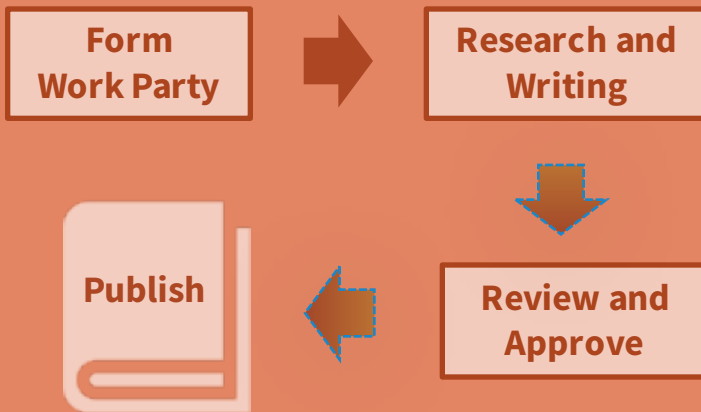 Form
Work Party
Research and
Writing
Review and
Approve
Publish